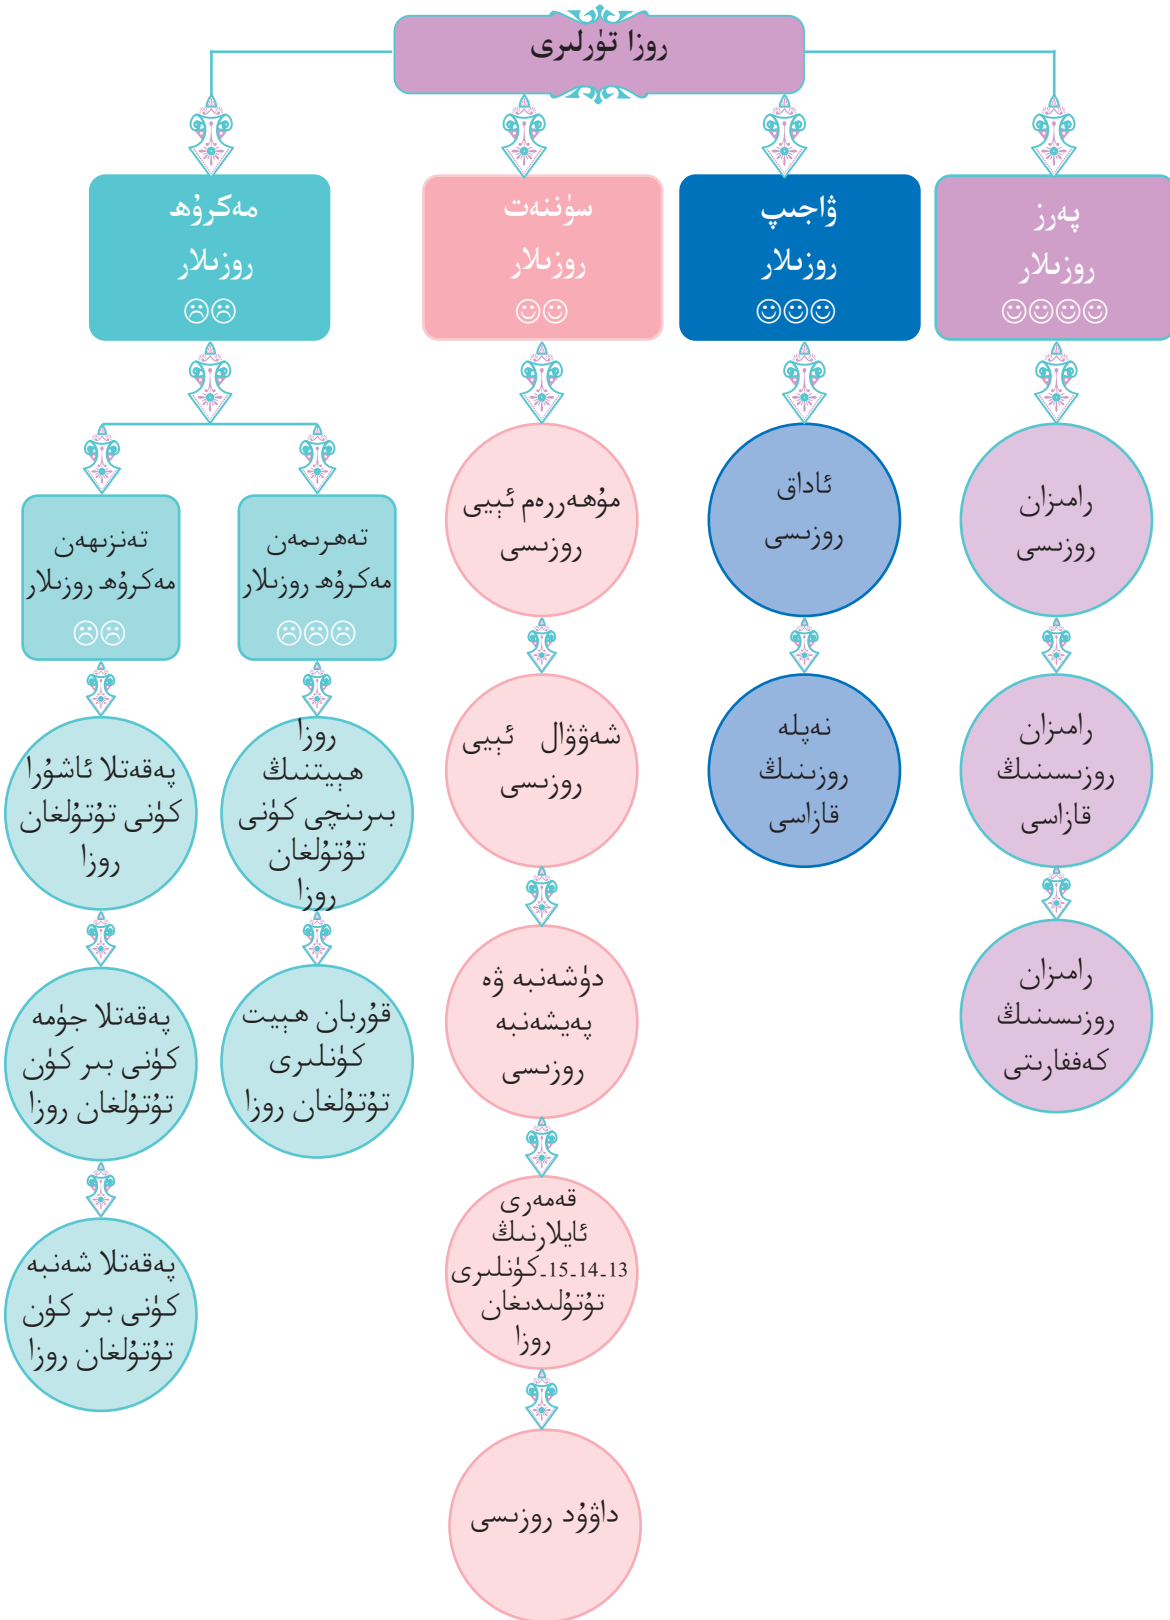 روزا تۈرلىرى
پەرز
روزىلار
☺☺☺☺
ۋاجىپ
روزىلار
☺☺☺
سۈننەت
روزىلار
☺☺
مەكرۇھ
روزىلار
☹☹
رامىزان
روزىسى
رامىزان
روزىسىنىڭ
قازاسى
رامىزان
روزىسىنىڭ
كەففارىتى
ئاداق
روزىسى
نەپلە
روزىنىڭ
قازاسى
مۇھەررەم ئېيى
روزىسى
شەۋۋال ئېيى
روزىسى
دۈشەنبە ۋە
پەيشەنبە
روزىسى
قەمەرى
ئايلارنىڭ
13-14-15-كۈنلىرى
تۇتۇلىدىغان
روزا
داۋۇد روزىسى
تەھرىمەن
مەكرۇھ روزىلار
☹☹☹
روزا
ھېيتنىڭ
بىرىنچى كۈنى
تۇتۇلغان
روزا
قۇربان ھېيت
كۈنلىرى
تۇتۇلغان روزا
تەنزىھەن
مەكرۇھ روزىلار
☹☹
پەقەتلا ئاشۇرا
كۈنى تۇتۇلغان
روزا
پەقەتلا جۈمە
كۈنى بىر كۈن
تۇتۇلغان روزا
پەقەتلا شەنبە
كۈنى بىر كۈن
تۇتۇلغان روزا